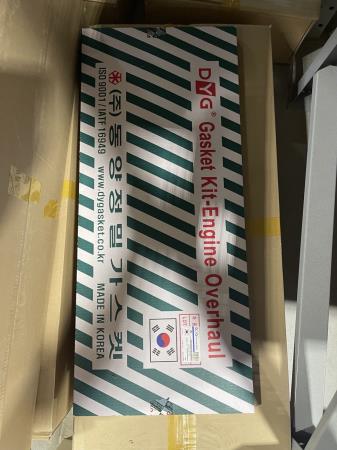 DYG® Gasket Kit-Engine Overhaul
(주)동양정밀가스켓
ISO 9001/IATF 16949 www.dygasket.co.kr MADE IN KOREA